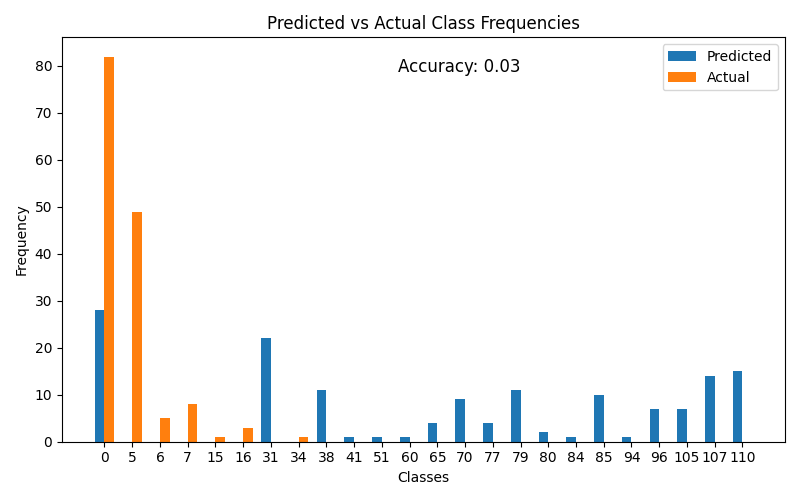 Predicted vs Actual Class Frequencies
Accuracy: 0.03
Predicted
Actual
Frequency
80
70
60
50
40
30
20
10
0
0 5 6 7 15 16 31 34 38 41 51 60 65 70 77 79 80 84 85 94 96 105 107 110
Classes